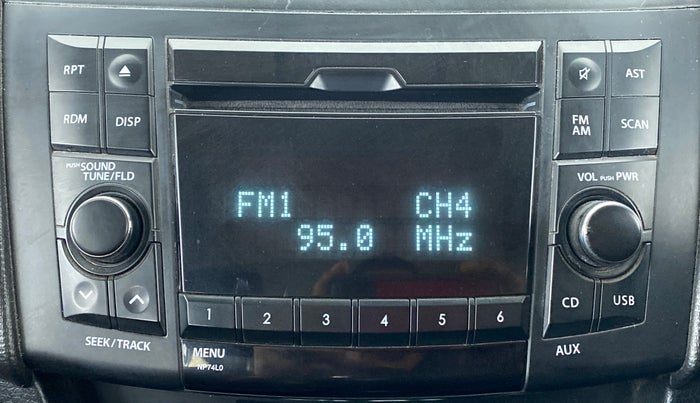 RPT
AST
RDM DISP
FM
AM
SCAN
PUSH SOUND
TUNE/FLD
VOL PUSH PWR
FM1 CH4
95.0 MHz
CD USB
1 2 3 4 5 6
SEEK/TRACK
MENU
AUX
NP74L0